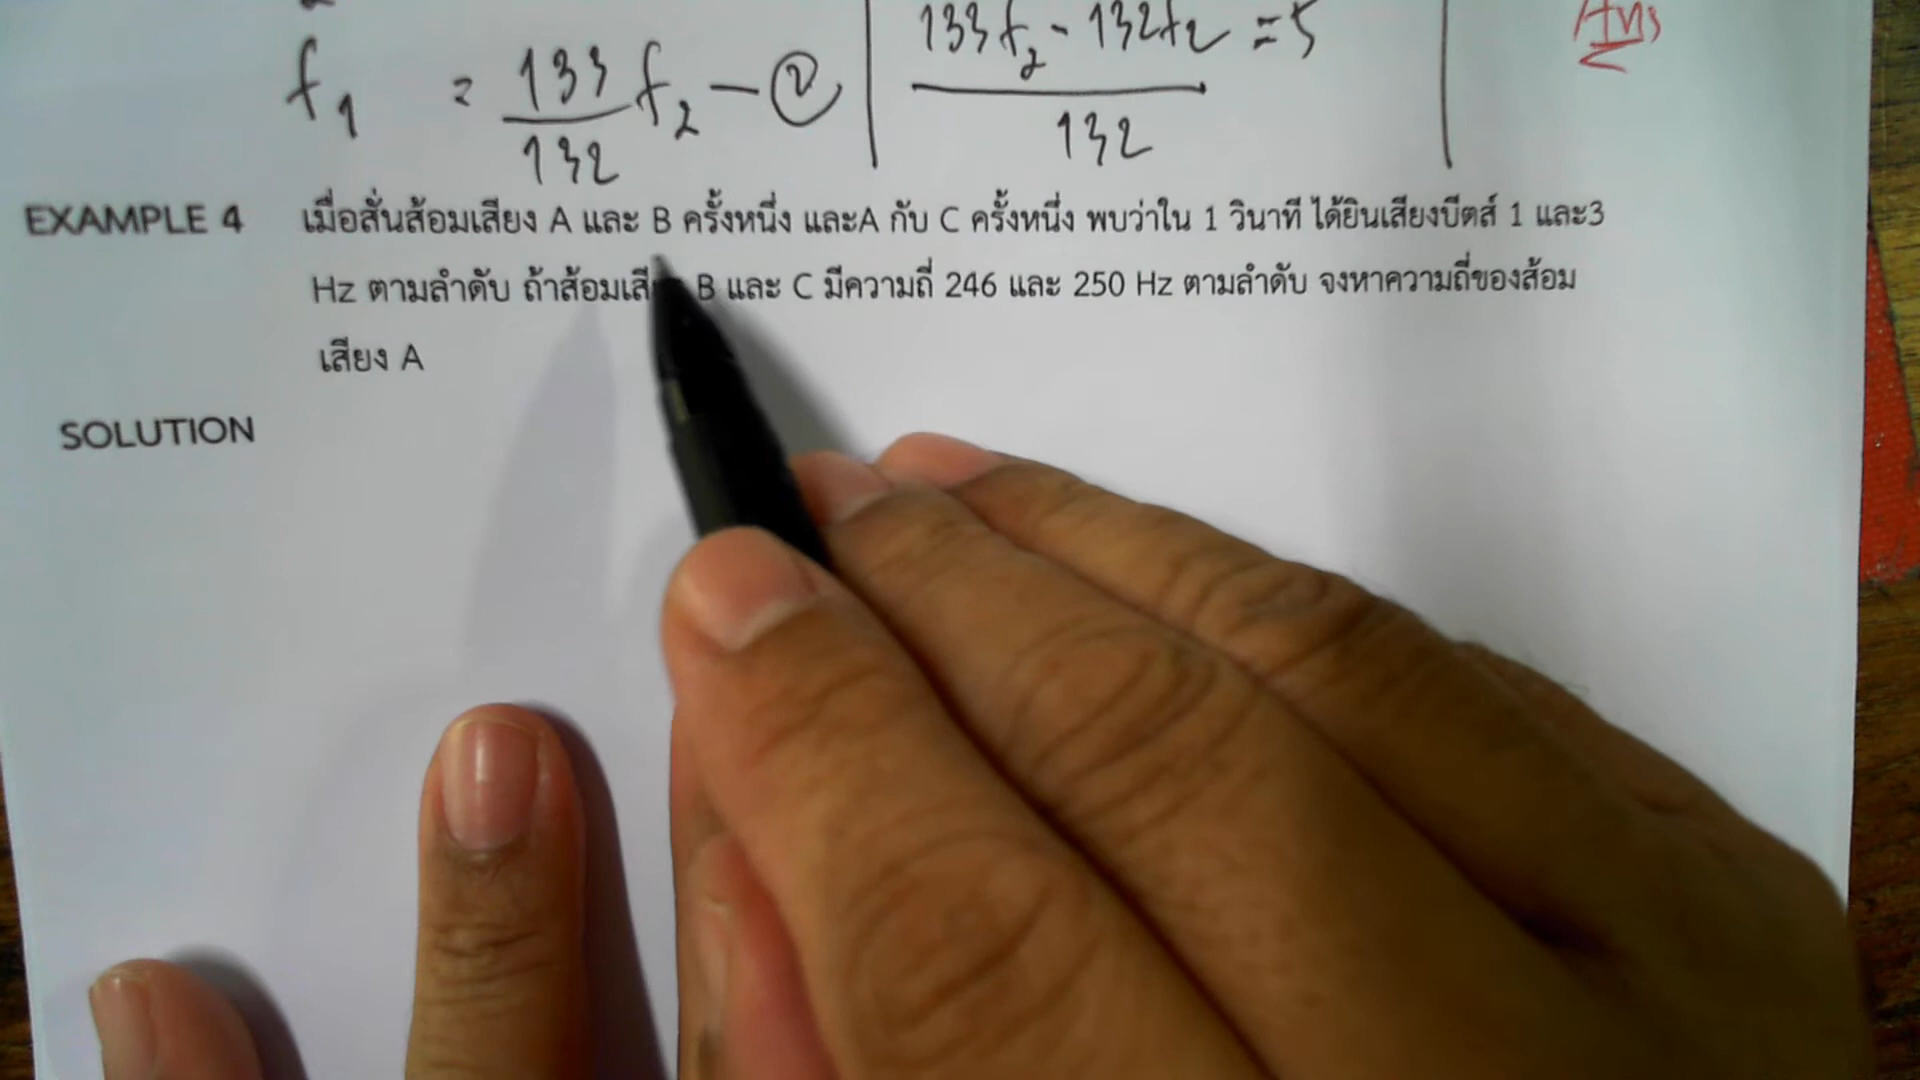 133f₂ - 132f₂ = 5
Ans
f₁ = 133 f₂ - ②
132
132
EXAMPLE 4 เมื่อสั่นส้อมเสียง A และ B ครั้งหนึ่ง และA กับ C ครั้งหนึ่ง พบว่าใน 1 วินาที ได้ยินเสียงบีตส์ 1 และ3
Hz ตามลำดับ ถ้าส้อมเสี B และ C มีความถี่ 246 และ 250 Hz ตามลำดับ จงหาความถี่ของส้อม
เสียง A
SOLUTION